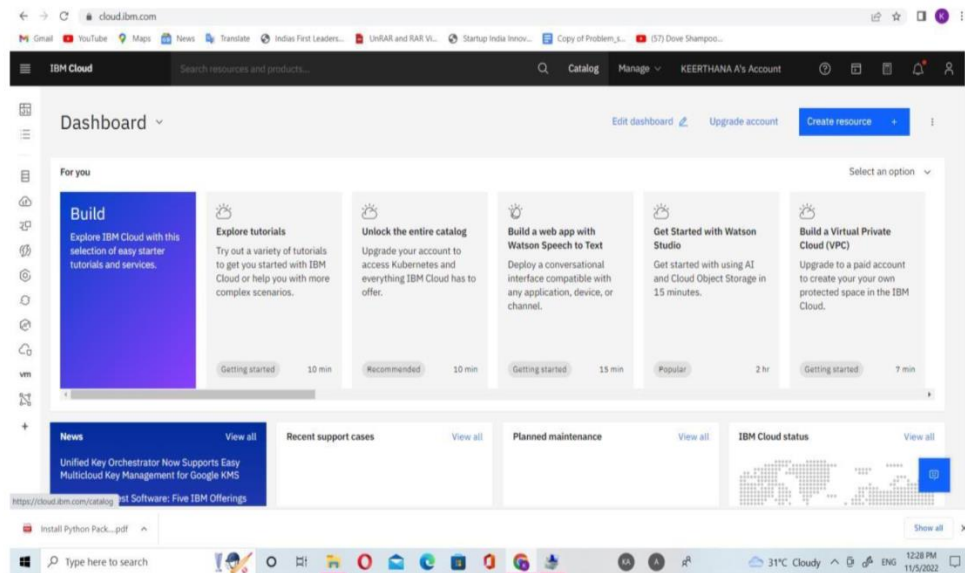 cloud.ibm.com
K
Gmail YouTube Maps News Translate Indias First Leaders... UnRAR and RAR Vi... Startup India Innov... Copy of Problem_s... (57) Dove Shampoo...
IBM Cloud Search resources and products... Catalog Manage KEERTHANA A's Account
Dashboard Edit dashboard Upgrade account Create resource +
For you Select an option
Build
Explore IBM Cloud with this
selection of easy starter
tutorials and services.
Explore tutorials
Try out a variety of tutorials
to get you started with IBM
Cloud or help you with more
complex scenarios.
Getting started 10 min
Unlock the entire catalog
Upgrade your account to
access Kubernetes and
everything IBM Cloud has to
offer.
Recommended 10 min
Build a web app with
Watson Speech to Text
Deploy a conversational
interface compatible with
any application, device, or
channel.
Getting started 15 min
Get Started with Watson
Studio
Get started with using AI
and Cloud Object Storage in
15 minutes.
Popular 2 hr
Build a Virtual Private
Cloud (VPC)
Upgrade to a paid account
to create your your own
protected space in the IBM
Cloud.
Getting started 7 min
vm
News View all
Unified Key Orchestrator Now Supports Easy
Multicloud Key Management for Google KMS
est Software: Five IBM Offerings
Recent support cases View all
Planned maintenance View all
IBM Cloud status View all
https://cloud.ibm.com/catalog
Install Python Pack....pdf Show all
Type here to search KA A 31°C Cloudy ENG 12:28 PM
11/5/2022